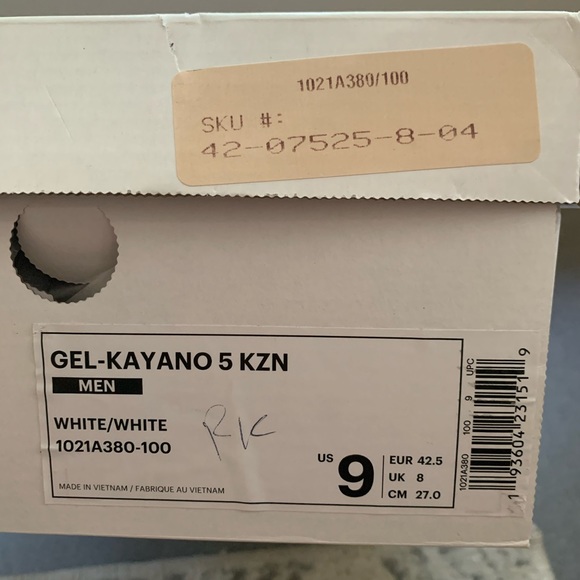 1021A380/100
SKU #:
42-07525-8-04
GEL-KAYANO 5 KZN
MEN
WHITE/WHITE
1021A380-100
RK
MADE IN VIETNAM / FABRIQUE AU VIETNAM
US 9
EUR 42.5
UK 8
CM 27.0
1021A380 100 9 UPC
1 93604 23151 9